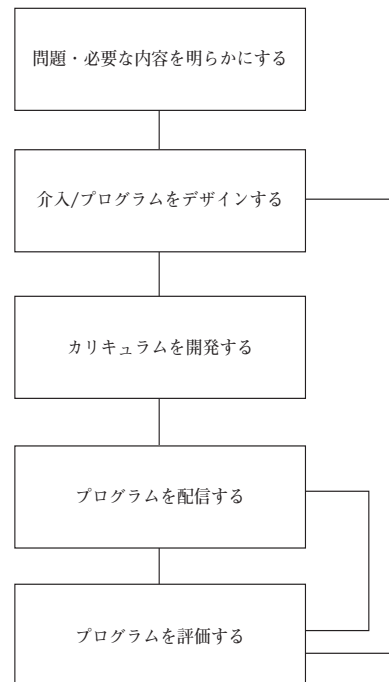 問題・必要な内容を明らかにする
介入/プログラムをデザインする
カリキュラムを開発する
プログラムを配信する
プログラムを評価する